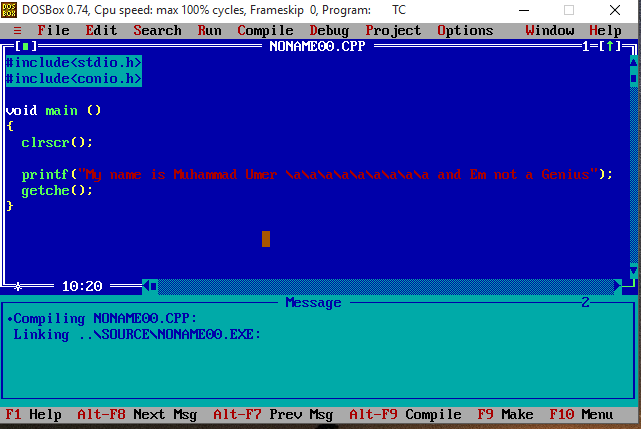 DOSBox 0.74, Cpu speed: max 100% cycles, Frameskip 0, Program: TC
≡ File Edit Search Run Compile Debug Project Options Window Help
[■] NONAME00.CPP 1=[↑]
#include<stdio.h>
#include<conio.h>
void main ()
{
clrscr();
printf("My name is Muhammad Umer \a\a\a\a\a\a\a\a\a and Em not a Genius");
getche();
}
* 10:20
Message 2
•Compiling NONAME00.CPP:
Linking ..\SOURCE\NONAME00.EXE:
F1 Help Alt-F8 Next Msg Alt-F7 Prev Msg Alt-F9 Compile F9 Make F10 Menu